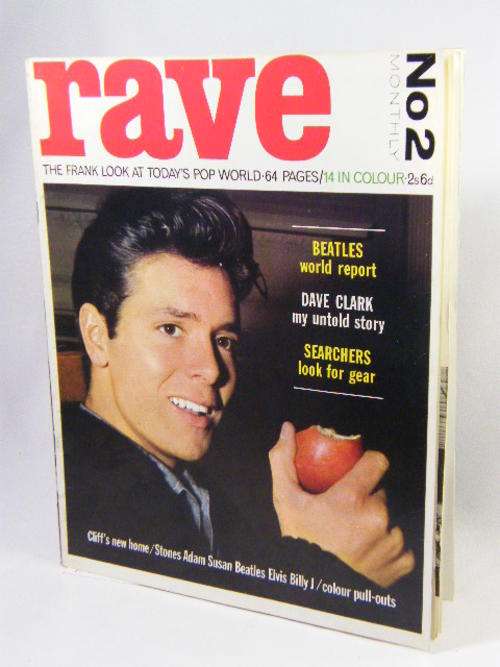 rave
No 2
MONTHLY
THE FRANK LOOK AT TODAY'S POP WORLD·64 PAGES/14 IN COLOUR·2s6d
BEATLES
world report
DAVE CLARK
my untold story
SEARCHERS
look for gear
Cliff's new home/Stones Adam Susan Beatles Elvis Billy J/colour pull-outs